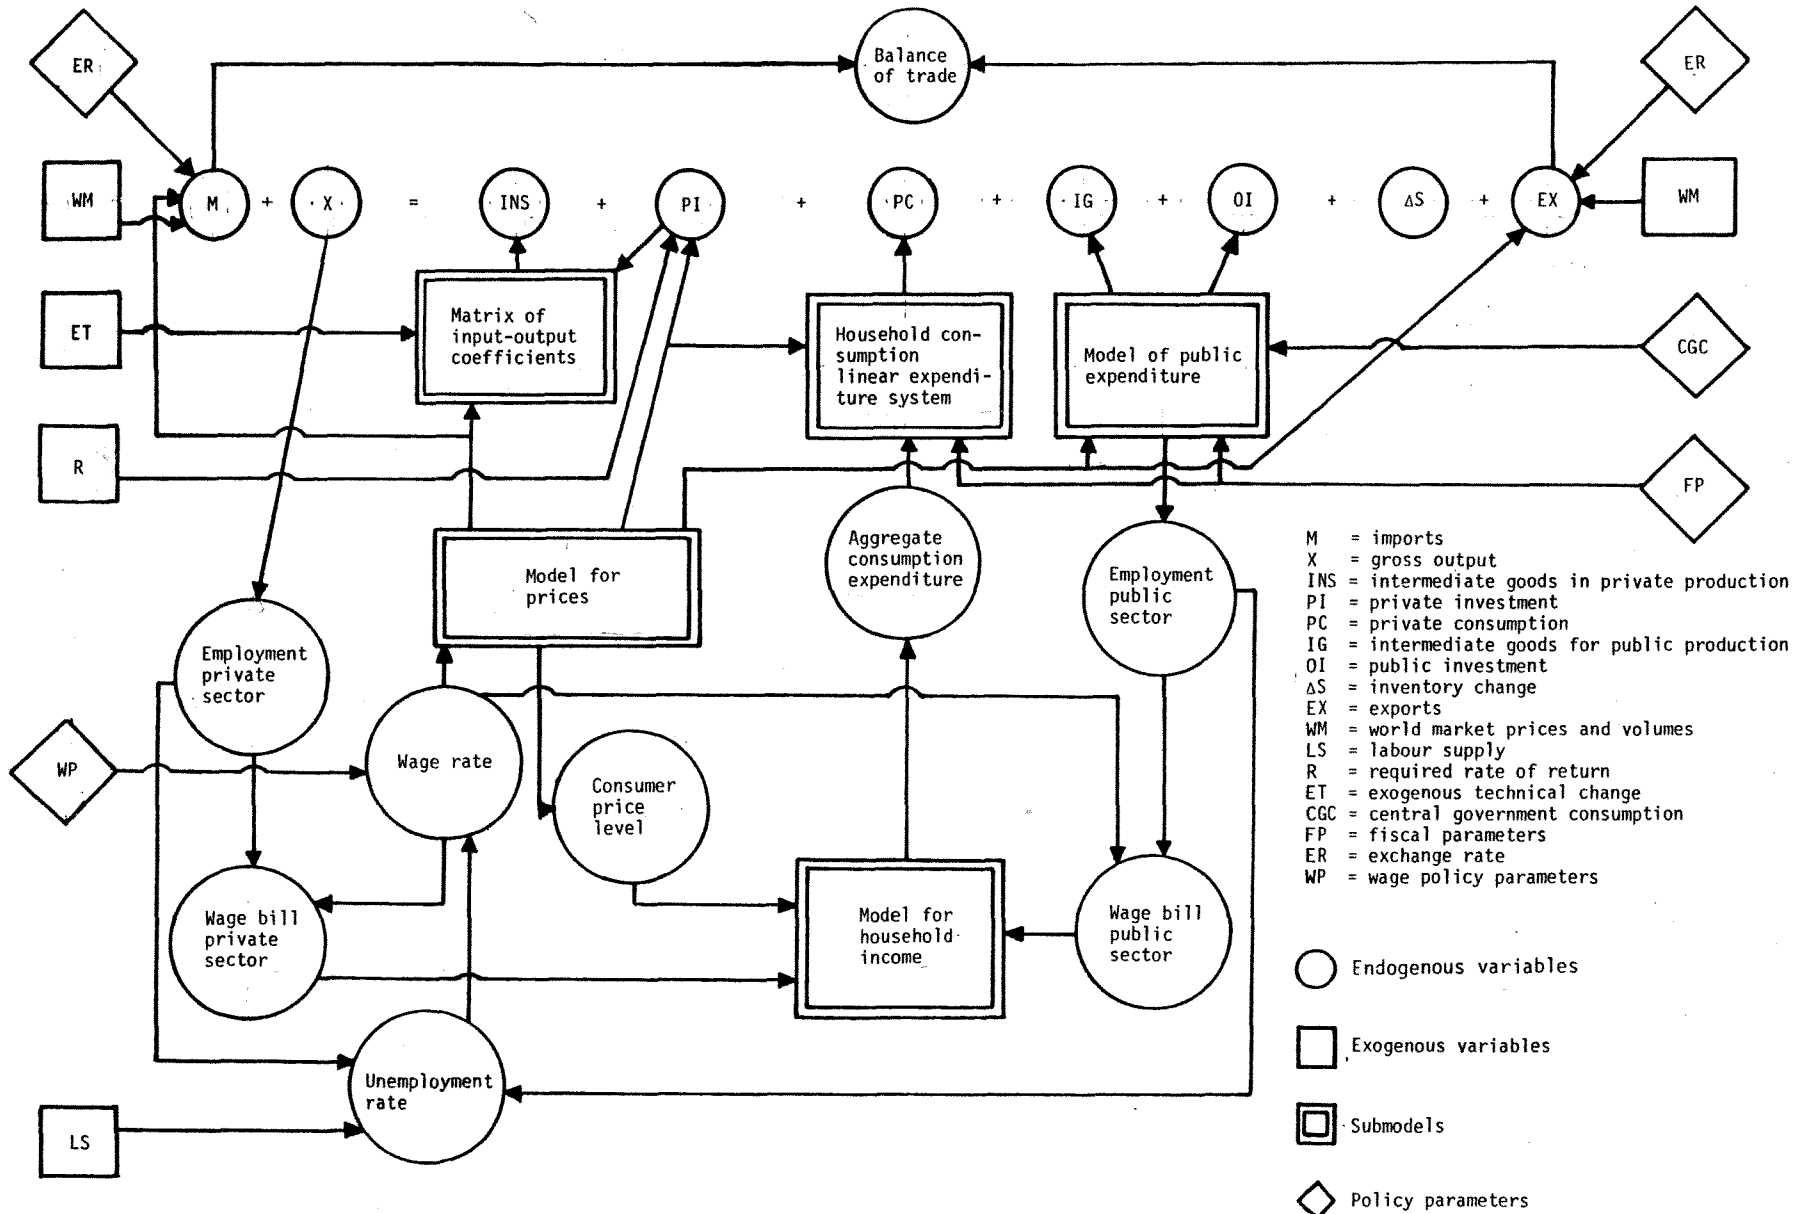 ER
Balance
of trade
ER
WM
M + X = INS + PI + PC + IG + OI + ΔS + EX
WM
ET
Matrix of
input-output
coefficients
Household con-
sumption
linear expendi-
ture system
Model of public
expenditure
CGC
R
FP
Model for
prices
Aggregate
consumption
expenditure
Employment
public
sector
Employment
private
sector
WP
Wage rate
Consumer
price
level
Wage bill
private
sector
Model for
household
income
Wage bill
public
sector
Unemployment
rate
LS
M = imports
X = gross output
INS = intermediate goods in private production
PI = private investment
PC = private consumption
IG = intermediate goods for public production
OI = public investment
ΔS = inventory change
EX = exports
WM = world market prices and volumes
LS = labour supply
R = required rate of return
ET = exogenous technical change
CGC = central government consumption
FP = fiscal parameters
ER = exchange rate
WP = wage policy parameters
Endogenous variables
Exogenous variables
Submodels
Policy parameters